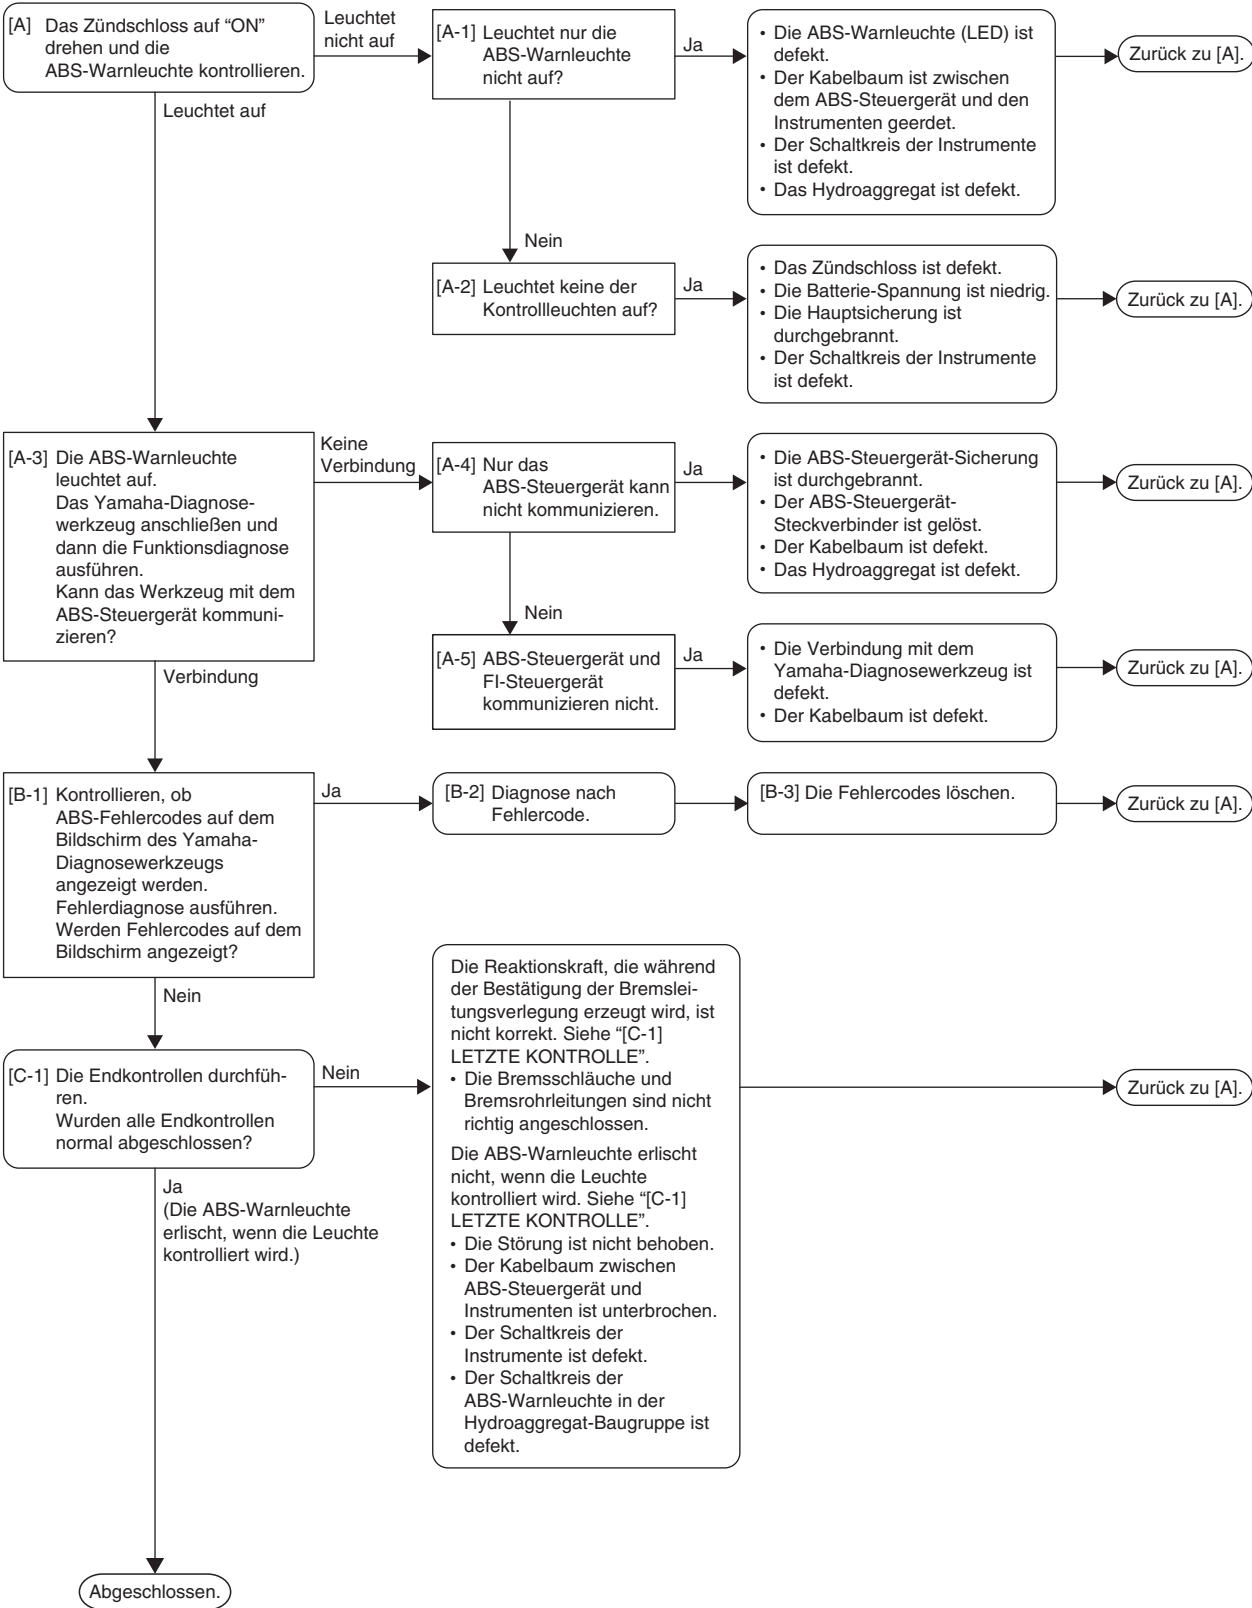 [A] Das Zündschloss auf “ON”
drehen und die
ABS-Warnleuchte kontrollieren.
Leuchtet
nicht auf
[A-1] Leuchtet nur die
ABS-Warnleuchte
nicht auf?
Ja
• Die ABS-Warnleuchte (LED) ist
defekt.
• Der Kabelbaum ist zwischen
dem ABS-Steuergerät und den
Instrumenten geerdet.
• Der Schaltkreis der Instrumente
ist defekt.
• Das Hydroaggregat ist defekt.
Zurück zu [A].
Leuchtet auf
Nein
[A-2] Leuchtet keine der
Kontrollleuchten auf?
Ja
• Das Zündschloss ist defekt.
• Die Batterie-Spannung ist niedrig.
• Die Hauptsicherung ist
durchgebrannt.
• Der Schaltkreis der Instrumente
ist defekt.
Zurück zu [A].
[A-3] Die ABS-Warnleuchte
leuchtet auf.
Das Yamaha-Diagnose-
werkzeug anschließen und
dann die Funktionsdiagnose
ausführen.
Kann das Werkzeug mit dem
ABS-Steuergerät kommuni-
zieren?
Keine
Verbindung
[A-4] Nur das
ABS-Steuergerät kann
nicht kommunizieren.
Ja
• Die ABS-Steuergerät-Sicherung
ist durchgebrannt.
• Der ABS-Steuergerät-
Steckverbinder ist gelöst.
• Der Kabelbaum ist defekt.
• Das Hydroaggregat ist defekt.
Zurück zu [A].
Nein
[A-5] ABS-Steuergerät und
FI-Steuergerät
kommunizieren nicht.
Ja
• Die Verbindung mit dem
Yamaha-Diagnosewerkzeug ist
defekt.
• Der Kabelbaum ist defekt.
Zurück zu [A].
Verbindung
[B-1] Kontrollieren, ob
ABS-Fehlercodes auf dem
Bildschirm des Yamaha-
Diagnosewerkzeugs
angezeigt werden.
Fehlerdiagnose ausführen.
Werden Fehlercodes auf dem
Bildschirm angezeigt?
Ja
[B-2] Diagnose nach
Fehlercode.
[B-3] Die Fehlercodes löschen.
Zurück zu [A].
Nein
[C-1] Die Endkontrollen durchfüh-
ren.
Wurden alle Endkontrollen
normal abgeschlossen?
Nein
Die Reaktionskraft, die während
der Bestätigung der Bremslei-
tungsverlegung erzeugt wird, ist
nicht korrekt. Siehe “[C-1]
LETZTE KONTROLLE”.
• Die Bremsschläuche und
Bremsrohrleitungen sind nicht
richtig angeschlossen.
Die ABS-Warnleuchte erlischt
nicht, wenn die Leuchte
kontrolliert wird. Siehe “[C-1]
LETZTE KONTROLLE”.
• Die Störung ist nicht behoben.
• Der Kabelbaum zwischen
ABS-Steuergerät und
Instrumenten ist unterbrochen.
• Der Schaltkreis der
Instrumente ist defekt.
• Der Schaltkreis der
ABS-Warnleuchte in der
Hydroaggregat-Baugruppe ist
defekt.
Zurück zu [A].
Ja
(Die ABS-Warnleuchte
erlischt, wenn die Leuchte
kontrolliert wird.)
Abgeschlossen.